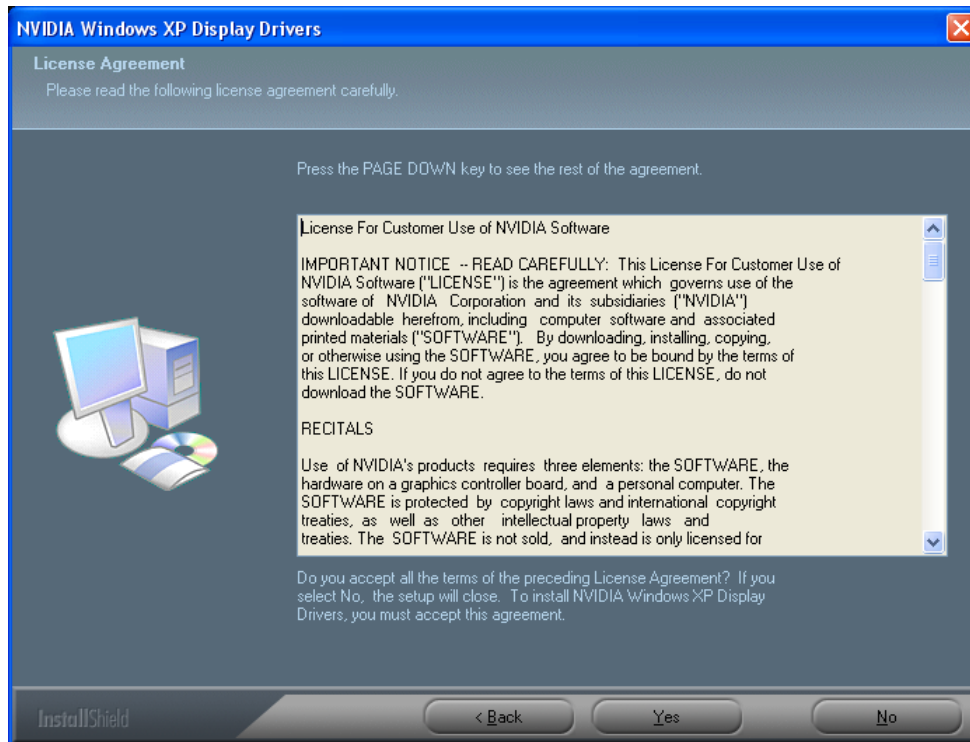 NVIDIA Windows XP Display Drivers
License Agreement
Please read the following license agreement carefully.
Press the PAGE DOWN key to see the rest of the agreement.
License For Customer Use of NVIDIA Software
IMPORTANT NOTICE -- READ CAREFULLY: This License For Customer Use of
NVIDIA Software ("LICENSE") is the agreement which governs use of the
software of NVIDIA Corporation and its subsidiaries ("NVIDIA")
downloadable herefrom, including computer software and associated
printed materials ("SOFTWARE"). By downloading, installing, copying,
or otherwise using the SOFTWARE, you agree to be bound by the terms of
this LICENSE. If you do not agree to the terms of this LICENSE, do not
download the SOFTWARE.
RECITALS
Use of NVIDIA's products requires three elements: the SOFTWARE, the
hardware on a graphics controller board, and a personal computer. The
SOFTWARE is protected by copyright laws and international copyright
treaties, as well as other intellectual property laws and
treaties. The SOFTWARE is not sold, and instead is only licensed for
Do you accept all the terms of the preceding License Agreement? If you
select No, the setup will close. To install NVIDIA Windows XP Display
Drivers, you must accept this agreement.
InstallShield
< Back
Yes
No